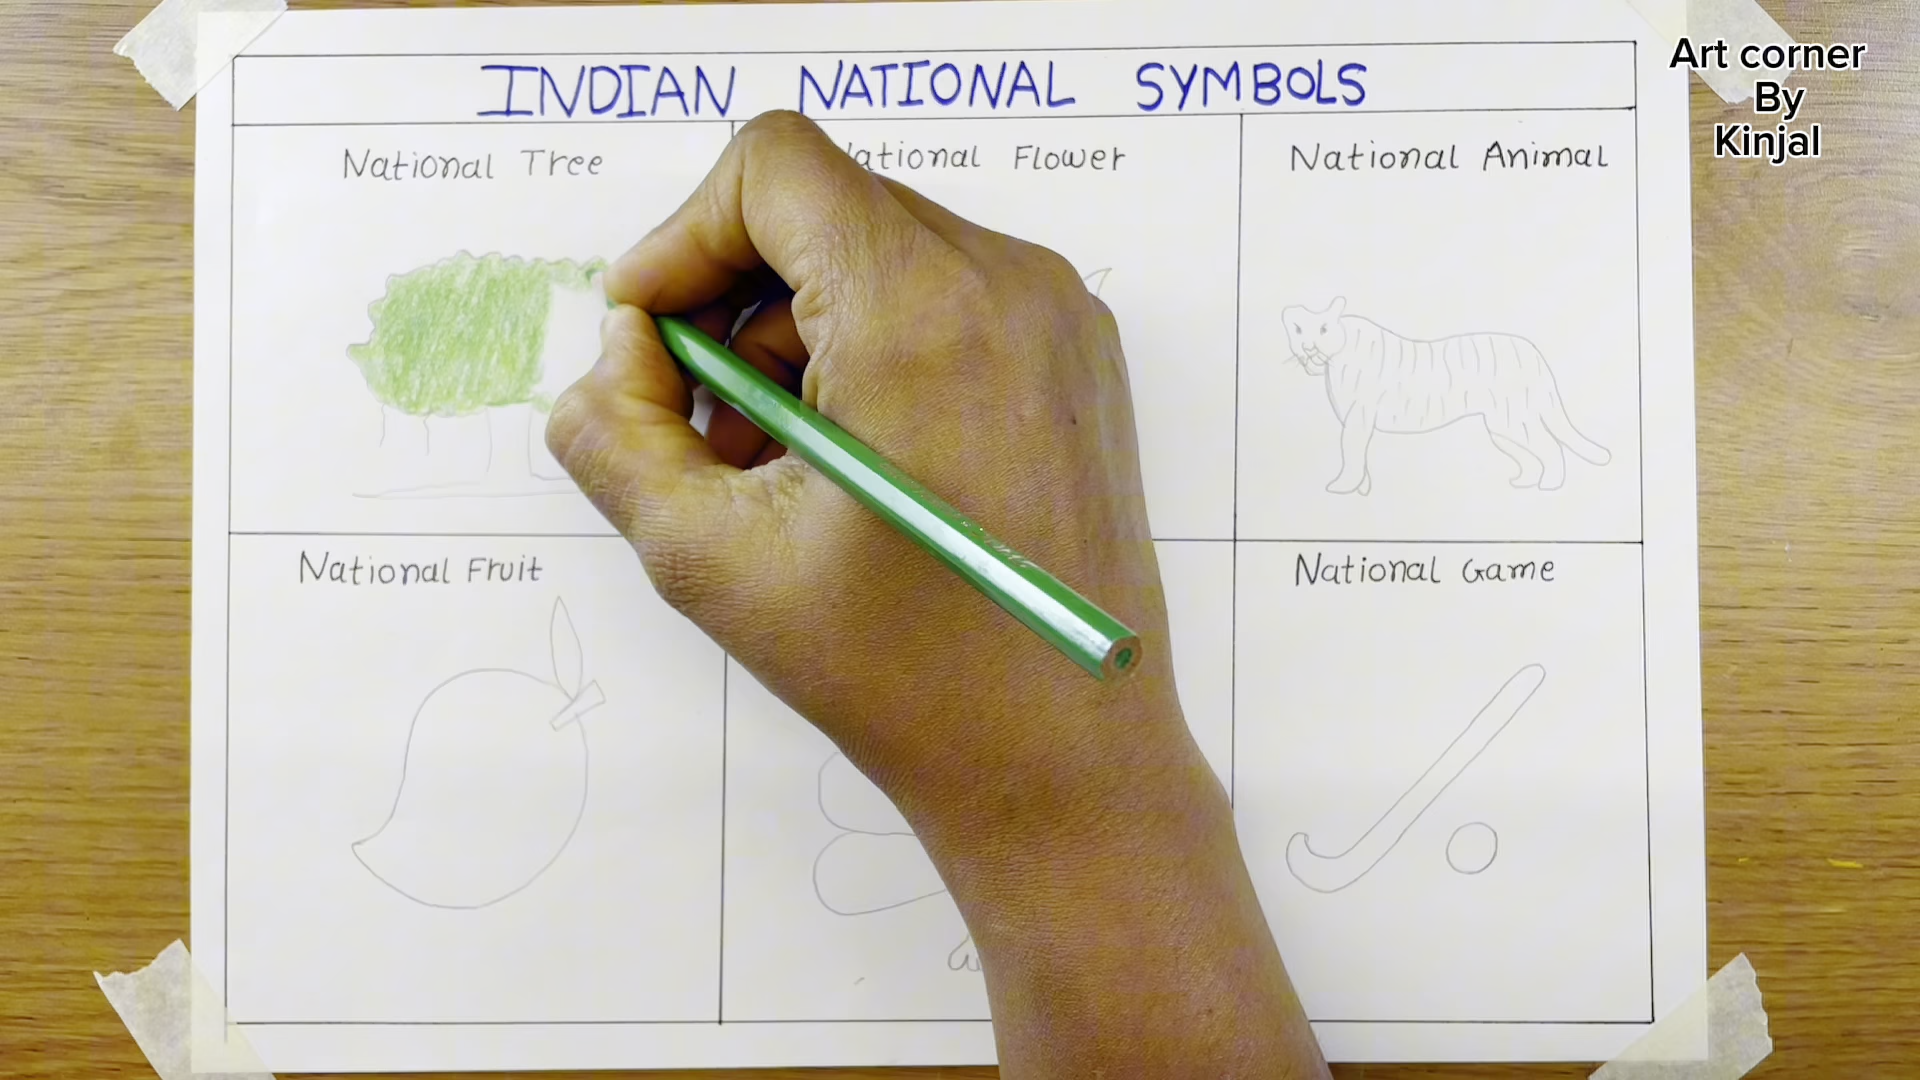 INDIAN NATIONAL SYMBOLS
Art corner
By
Kinjal
National Tree
National Flower
National Animal
National Fruit
National Game